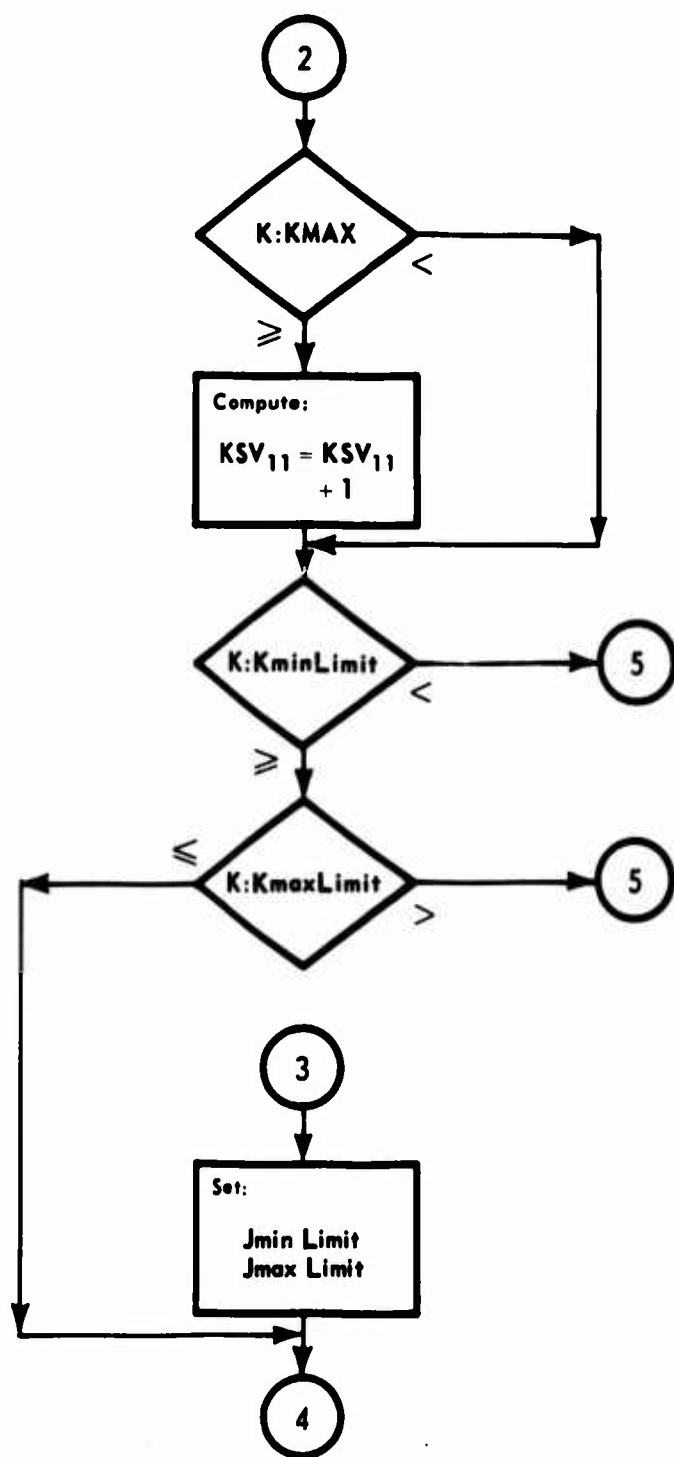 2
K:KMAX
<
≥
Compute:
KSV₁₁ = KSV₁₁
+ 1
K:KminLimit
5
<
≥
≤
K:KmaxLimit
5
>
3
Set:
Jmin Limit
Jmax Limit
4